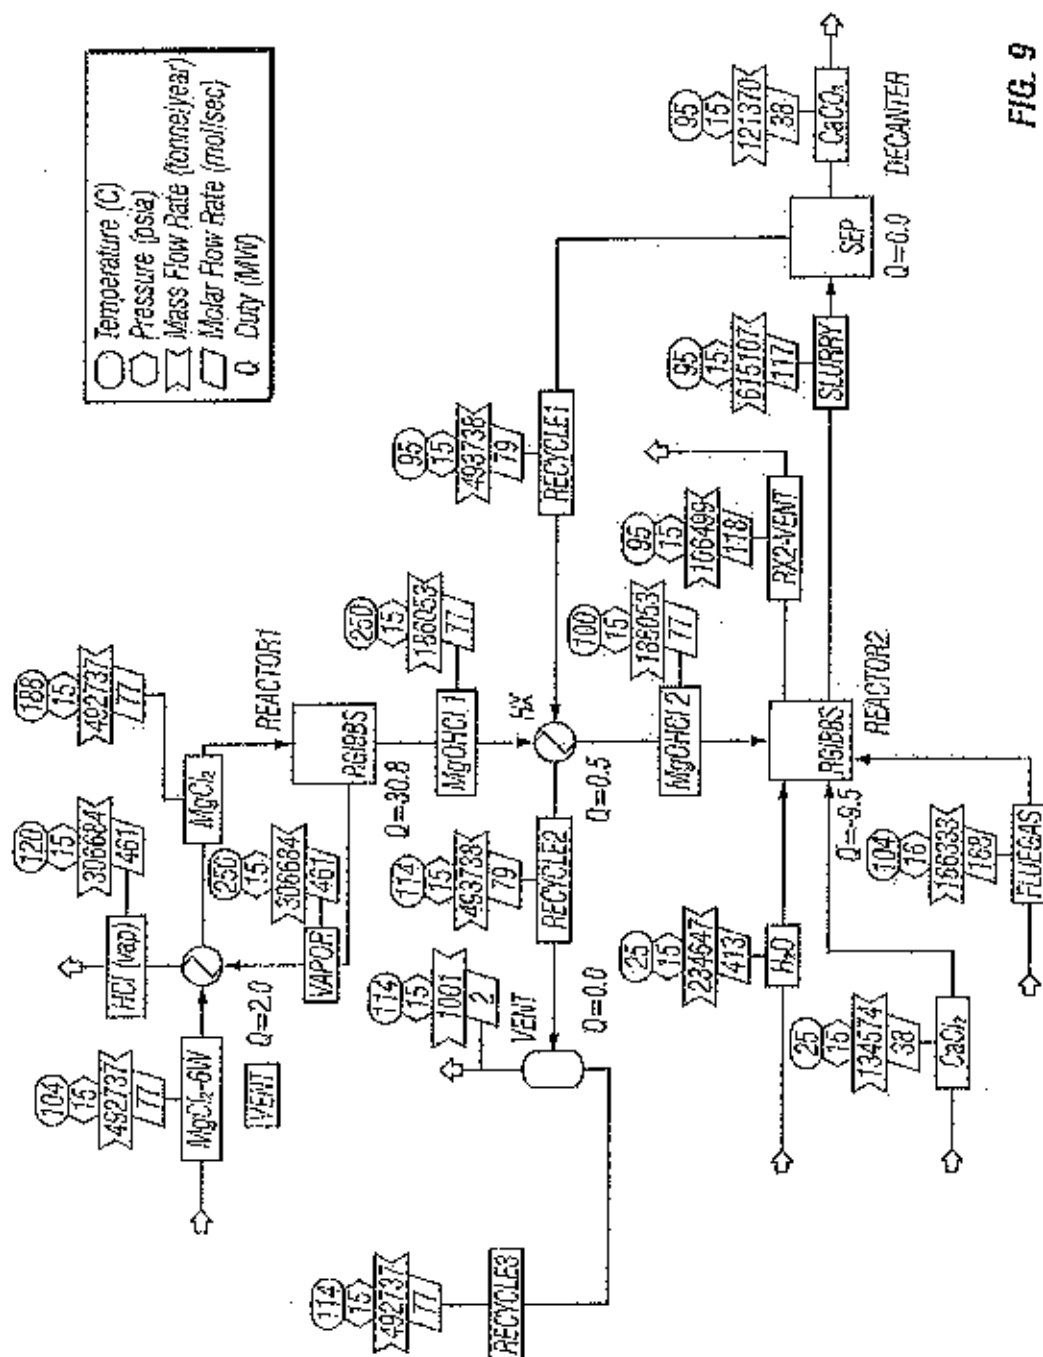 Temperature (C)
Pressure (psia)
Mass Flow Rate (tonne/year)
Molar Flow Rate (mol/sec)
Q Duty (MW)
104
15
492737
77
MgCl₂-6W
VENT
Q=2.0
120
15
306684
461
HCl (vap)
188
15
492737
77
MgCl₂
250
15
306684
461
VAPOR
REACTOR1
RGIBBS
Q=30.8
250
15
186053
77
MgOHCl 1
HX
Q=0.5
95
15
493738
79
RECYCLE1
114
15
493738
79
RECYCLE2
114
15
1001
2
VENT
Q=0.0
114
15
492737
77
RECYCLE3
100
15
186053
77
MgOHCl 2
25
15
234647
413
H₂O
25
15
134574
38
CaCl₂
104
16
166333
169
FLUEGAS
RGIBBS
REACTOR2
Q=-9.5
95
15
106499
118
RX2-VENT
95
15
615107
117
SLURRY
SEP
Q=0.0
DECANTER
95
15
121370
38
CaCO₃
FIG. 9